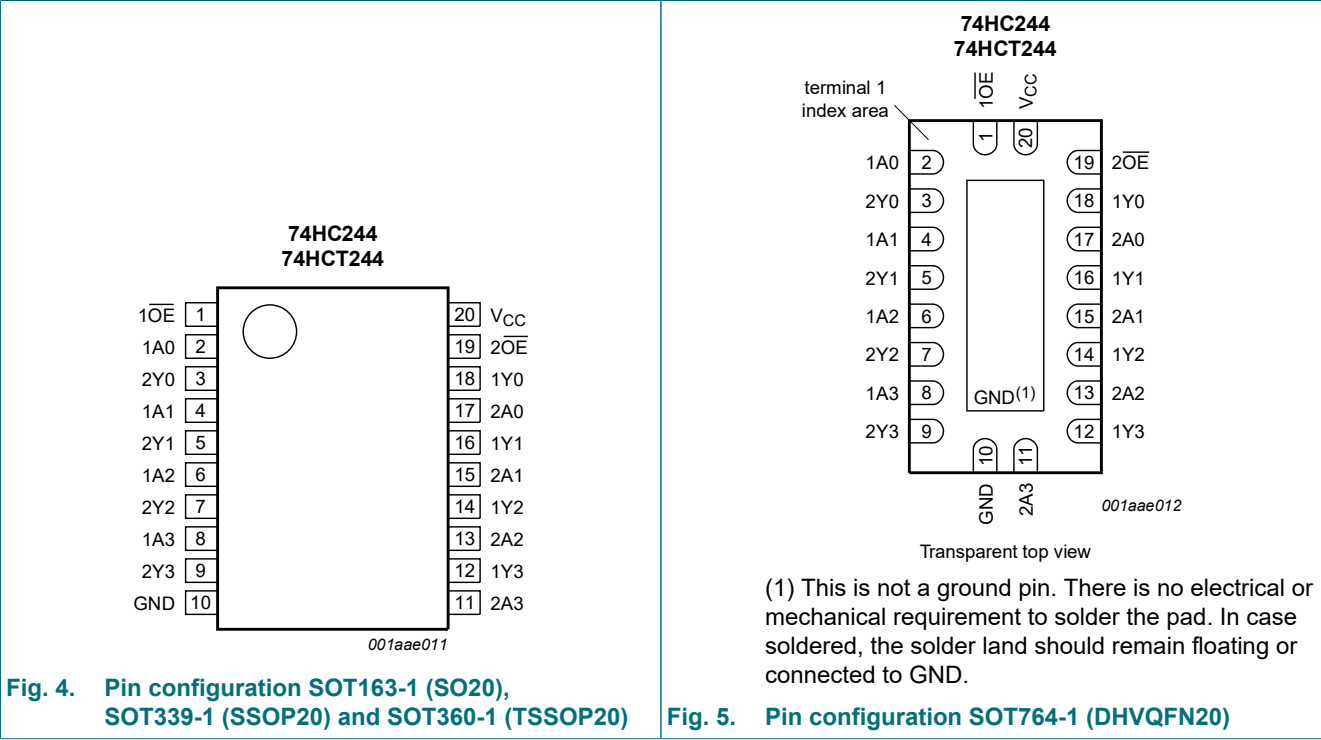 74HC244
74HCT244
1OE 1
1A0 2
2Y0 3
1A1 4
2Y1 5
1A2 6
2Y2 7
1A3 8
2Y3 9
GND 10
20 VCC
19 2OE
18 1Y0
17 2A0
16 1Y1
15 2A1
14 1Y2
13 2A2
12 1Y3
11 2A3
001aae011
Fig. 4. Pin configuration SOT163-1 (SO20),
SOT339-1 (SSOP20) and SOT360-1 (TSSOP20)
74HC244
74HCT244
terminal 1
index area
1OE
VCC
1
20
1A0 2
2Y0 3
1A1 4
2Y1 5
1A2 6
2Y2 7
1A3 8
2Y3 9
19 2OE
18 1Y0
17 2A0
16 1Y1
15 2A1
14 1Y2
13 2A2
12 1Y3
GND(1)
10
11
GND
2A3
001aae012
Transparent top view
(1) This is not a ground pin. There is no electrical or
mechanical requirement to solder the pad. In case
soldered, the solder land should remain floating or
connected to GND.
Fig. 5. Pin configuration SOT764-1 (DHVQFN20)